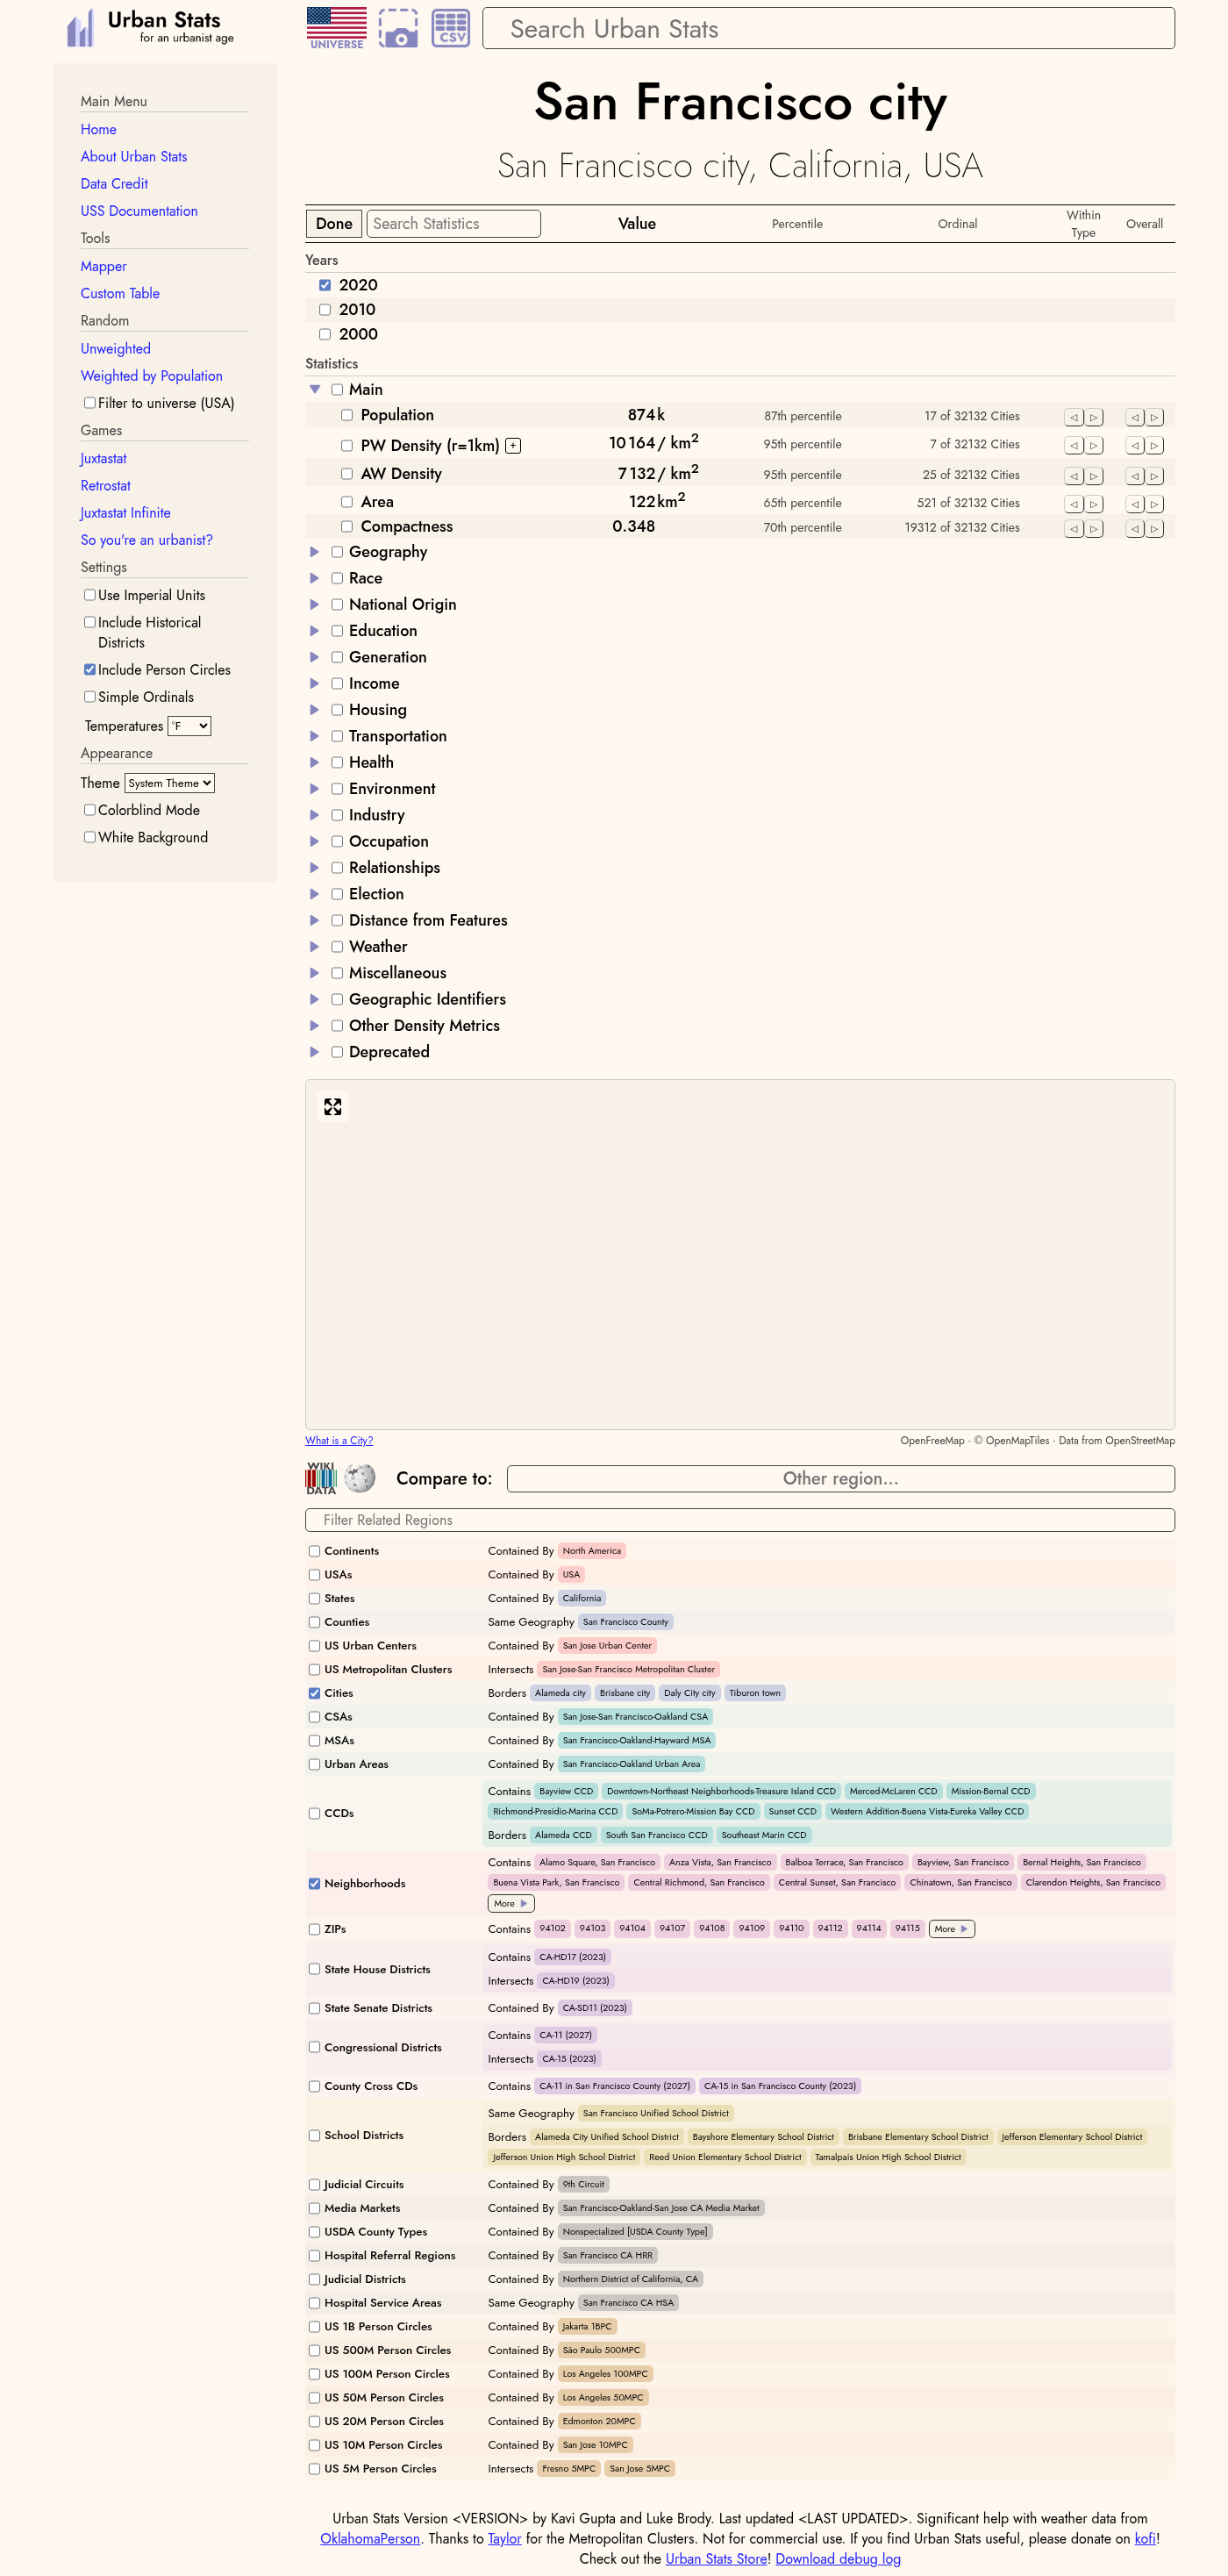 Urban Stats
for an urbanist age
UNIVERSE
CSV
Search Urban Stats
Main Menu
Home
About Urban Stats
Data Credit
USS Documentation
Tools
Mapper
Custom Table
Random
Unweighted
Weighted by Population
Filter to universe (USA)
Games
Juxtastat
Retrostat
Juxtastat Infinite
So you're an urbanist?
Settings
Use Imperial Units
Include Historical
Districts
Include Person Circles
Simple Ordinals
Temperatures °F
Appearance
Theme System Theme
Colorblind Mode
White Background
San Francisco city
San Francisco city, California, USA
Done Search Statistics Value Percentile Ordinal Within Type Overall
Years
2020
2010
2000
Statistics
Main
Population 874k 87th percentile 17 of 32132 Cities
PW Density (r=1km) + 10 164 / km² 95th percentile 7 of 32132 Cities
AW Density 7 132 / km² 95th percentile 25 of 32132 Cities
Area 122 km² 65th percentile 521 of 32132 Cities
Compactness 0.348 70th percentile 19312 of 32132 Cities
Geography
Race
National Origin
Education
Generation
Income
Housing
Transportation
Health
Environment
Industry
Occupation
Relationships
Election
Distance from Features
Weather
Miscellaneous
Geographic Identifiers
Other Density Metrics
Deprecated
What is a City? OpenFreeMap · © OpenMapTiles · Data from OpenStreetMap
WIKI
DATA
Compare to: Other region...
Filter Related Regions
Continents Contained By North America
USAs Contained By USA
States Contained By California
Counties Same Geography San Francisco County
US Urban Centers Contained By San Jose Urban Center
US Metropolitan Clusters Intersects San Jose-San Francisco Metropolitan Cluster
Cities Borders Alameda city Brisbane city Daly City city Tiburon town
CSAs Contained By San Jose-San Francisco-Oakland CSA
MSAs Contained By San Francisco-Oakland-Hayward MSA
Urban Areas Contained By San Francisco-Oakland Urban Area
CCDs
Contains Bayview CCD Downtown-Northeast Neighborhoods-Treasure Island CCD Merced-McLaren CCD Mission-Bernal CCD
Richmond-Presidio-Marina CCD SoMa-Potrero-Mission Bay CCD Sunset CCD Western Addition-Buena Vista-Eureka Valley CCD
Borders Alameda CCD South San Francisco CCD Southeast Marin CCD
Neighborhoods
Contains Alamo Square, San Francisco Anza Vista, San Francisco Balboa Terrace, San Francisco Bayview, San Francisco Bernal Heights, San Francisco
Buena Vista Park, San Francisco Central Richmond, San Francisco Central Sunset, San Francisco Chinatown, San Francisco Clarendon Heights, San Francisco
More
ZIPs Contains 94102 94103 94104 94107 94108 94109 94110 94112 94114 94115 More
State House Districts
Contains CA-HD17 (2023)
Intersects CA-HD19 (2023)
State Senate Districts Contained By CA-SD11 (2023)
Congressional Districts
Contains CA-11 (2027)
Intersects CA-15 (2023)
County Cross CDs Contains CA-11 in San Francisco County (2027) CA-15 in San Francisco County (2023)
School Districts
Same Geography San Francisco Unified School District
Borders Alameda City Unified School District Bayshore Elementary School District Brisbane Elementary School District Jefferson Elementary School District
Jefferson Union High School District Reed Union Elementary School District Tamalpais Union High School District
Judicial Circuits Contained By 9th Circuit
Media Markets Contained By San Francisco-Oakland-San Jose CA Media Market
USDA County Types Contained By Nonspecialized [USDA County Type]
Hospital Referral Regions Contained By San Francisco CA HRR
Judicial Districts Contained By Northern District of California, CA
Hospital Service Areas Same Geography San Francisco CA HSA
US 1B Person Circles Contained By Jakarta 1BPC
US 500M Person Circles Contained By São Paulo 500MPC
US 100M Person Circles Contained By Los Angeles 100MPC
US 50M Person Circles Contained By Los Angeles 50MPC
US 20M Person Circles Contained By Edmonton 20MPC
US 10M Person Circles Contained By San Jose 10MPC
US 5M Person Circles Intersects Fresno 5MPC San Jose 5MPC
Urban Stats Version <VERSION> by Kavi Gupta and Luke Brody. Last updated <LAST UPDATED>. Significant help with weather data from
OklahomaPerson. Thanks to Taylor for the Metropolitan Clusters. Not for commercial use. If you find Urban Stats useful, please donate on kofi!
Check out the Urban Stats Store! Download debug log